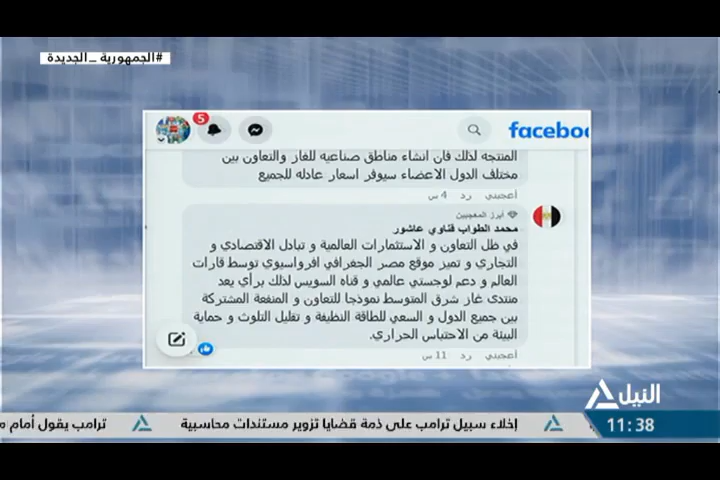 #الجمهورية_الجديدة
5
facebo
المنتجه لذلك فان انشاء مناطق صناعيه للغاز والتعاون بين
مختلف الدول الاعضاء سيوفر اسعار عادله للجميع
أعجبني رد 4 س
أبرز المعجبين
محمد الطواب قناوي عاشور
في ظل التعاون و الاستثمارات العالمية و تبادل الاقتصادي و
التجاري و تميز موقع مصر الجغرافي افرواسيوي توسط قارات
العالم و دعم لوجستي عالمي و قناه السويس لذلك برأي يعد
منتدى غاز شرق المتوسط نموذجا للتعاون و المنفعة المشتركة
بين جميع الدول و السعي للطاقة النظيفة و تقليل التلوث و حماية
البيئة من الاحتباس الحراري.
أعجبني رد 11 س
النيل
11:38
إخلاء سبيل ترامب على ذمة قضايا تزوير مستندات محاسبية
ترامب يقول أمام